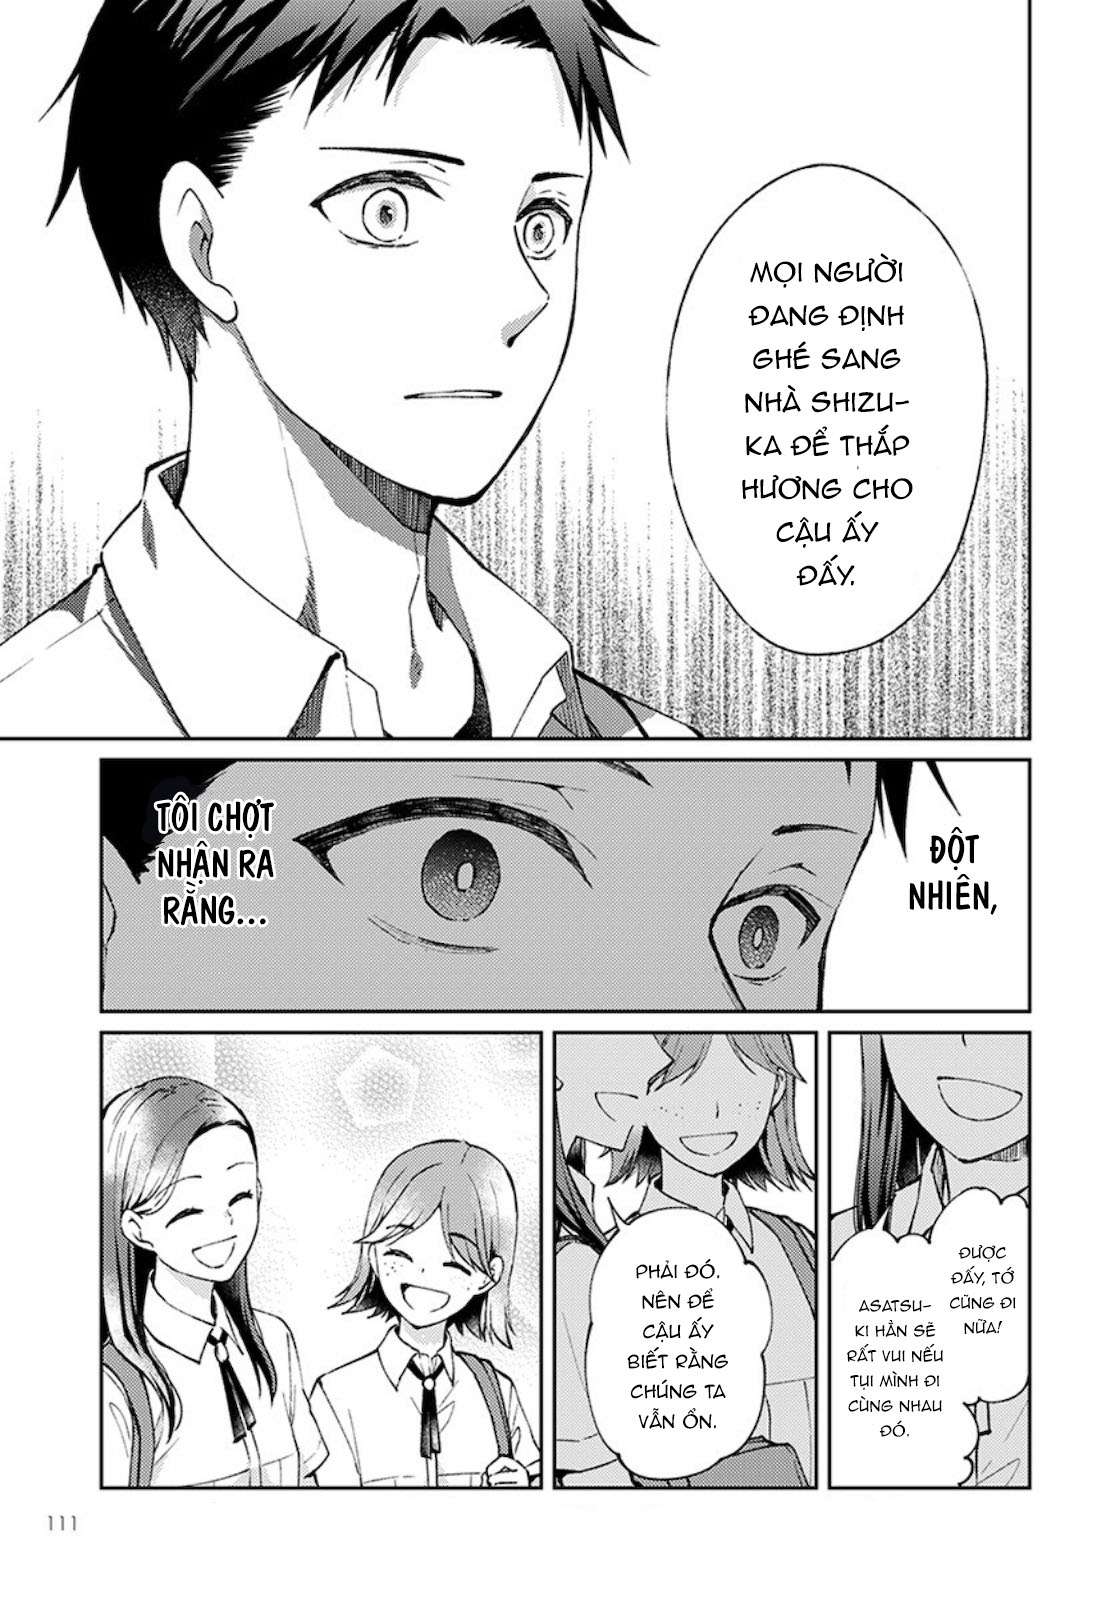 MỌI NGƯỜI
ĐANG ĐỊNH
GHÉ SANG
NHÀ SHIZU-
KA ĐỂ THẮP
HƯƠNG CHO
CẬU ẤY
ĐẤY.
ĐỘT
NHIÊN,
TÔI CHỢT
NHẬN RA
RẰNG...
ĐƯỢC
ĐẤY, TỚ
CŨNG ĐI
NỮA!
ASATSU-
KI HẲN SẼ
RẤT VUI NẾU
TỤI MÌNH ĐI
CÙNG NHAU
ĐÓ.
PHẢI ĐÓ.
NÊN ĐỂ
CẬU ẤY
BIẾT RẰNG
CHÚNG TA
VẪN ỔN.
111